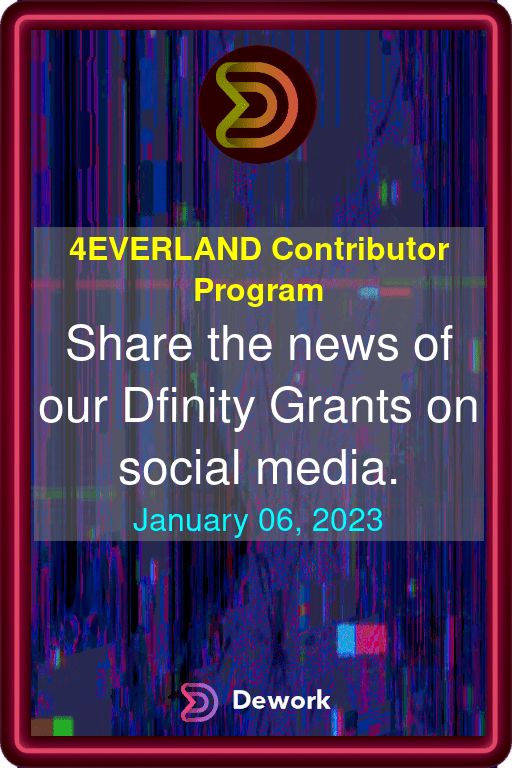 4EVERLAND Contributor
Program
Share the news of
our Dfinity Grants on
social media.
January 06, 2023
Dework